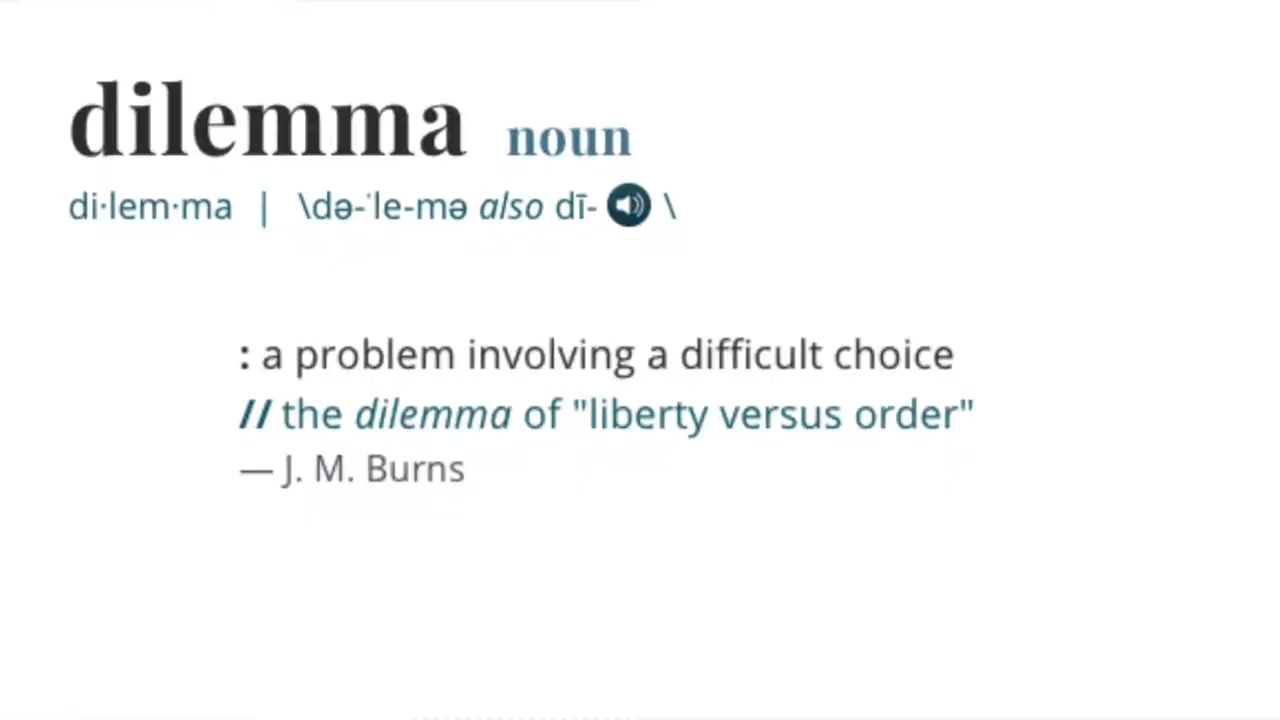 dilemma noun
di·lem·ma | \də-ˈle-mə also dī- \
: a problem involving a difficult choice
// the dilemma of "liberty versus order"
— J. M. Burns